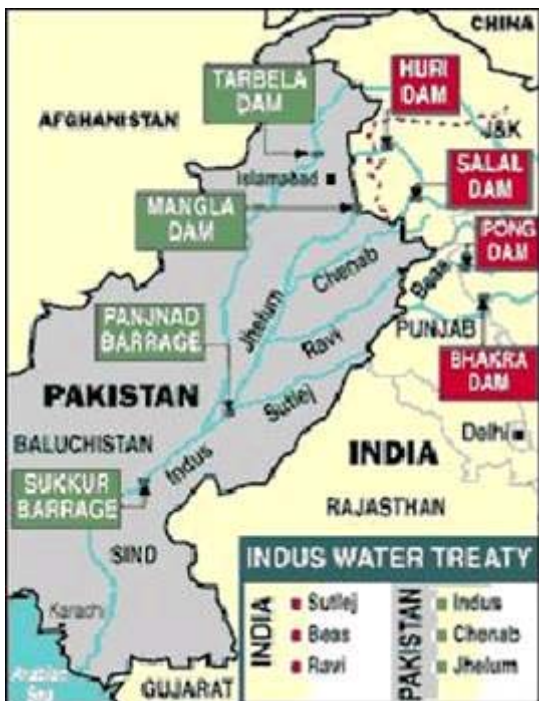 CHINA
TARBELA
DAM
HURI
DAM
AFGHANISTAN
J&K
Islamabad
SALAL
DAM
MANGLA
DAM
PONG
DAM
Chenab
Beas
Jhelum
PANJNAD
BARRAGE
Ravi
PUNJAB
BHAKRA
DAM
PAKISTAN
Sutlej
Delhi
BALUCHISTAN
Indus
INDIA
SUKKUR
BARRAGE
RAJASTHAN
SIND
INDUS WATER TREATY
Karachi
INDIA
Sutlej
Beas
Ravi
PAKISTAN
Indus
Chenab
Jhelum
Arabian
Sea
GUJARAT